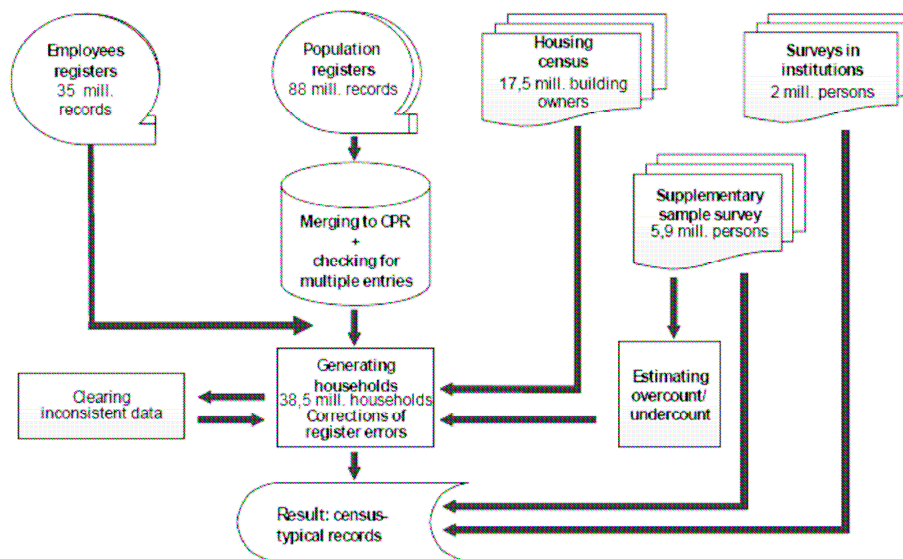 Employees
registers
35 mill.
records
Population
registers
88 mill. records
Housing
census
17,5 mill. building
owners
Surveys in
institutions
2 mill. persons
Merging to CPR
+
checking for
multiple entries
Supplementary
sample survey
5,9 mill. persons
Clearing
inconsistent data
Generating
households
38,5 mill. households
Corrections of
register errors
Estimating
overcount/
undercount
Result: census-
typical records